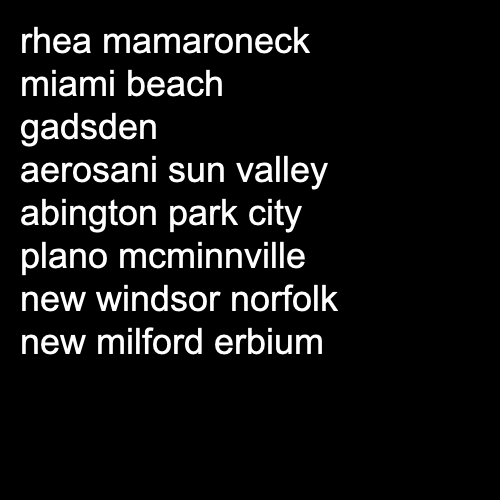 rhea mamaroneck
miami beach
gadsden
aerosani sun valley
abington park city
plano mcminnville
new windsor norfolk
new milford erbium